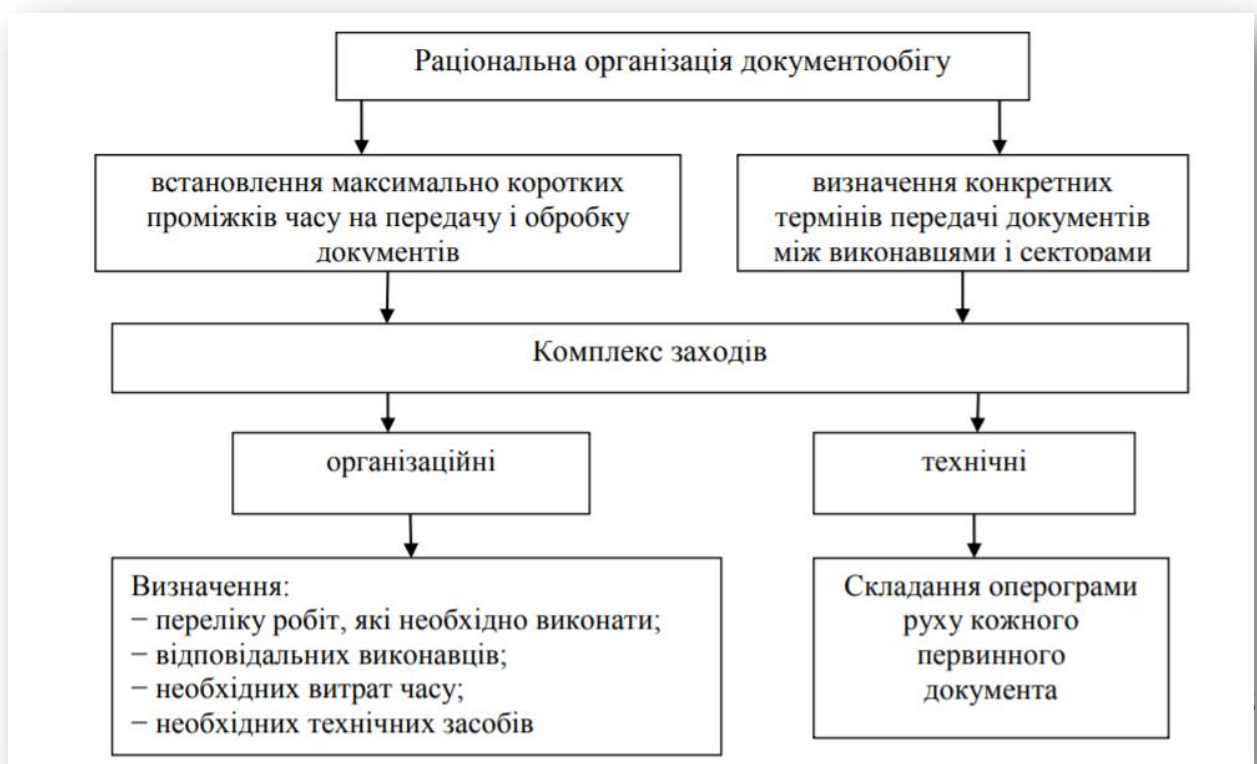 Раціональна організація документообігу
встановлення максимально коротких
проміжків часу на передачу і обробку
документів
визначення конкретних
термінів передачі документів
між виконавцями і секторами
Комплекс заходів
організаційні
технічні
Визначення:
− переліку робіт, які необхідно виконати;
− відповідальних виконавців;
− необхідних витрат часу;
− необхідних технічних засобів
Складання оперограми
руху кожного
первинного
документа